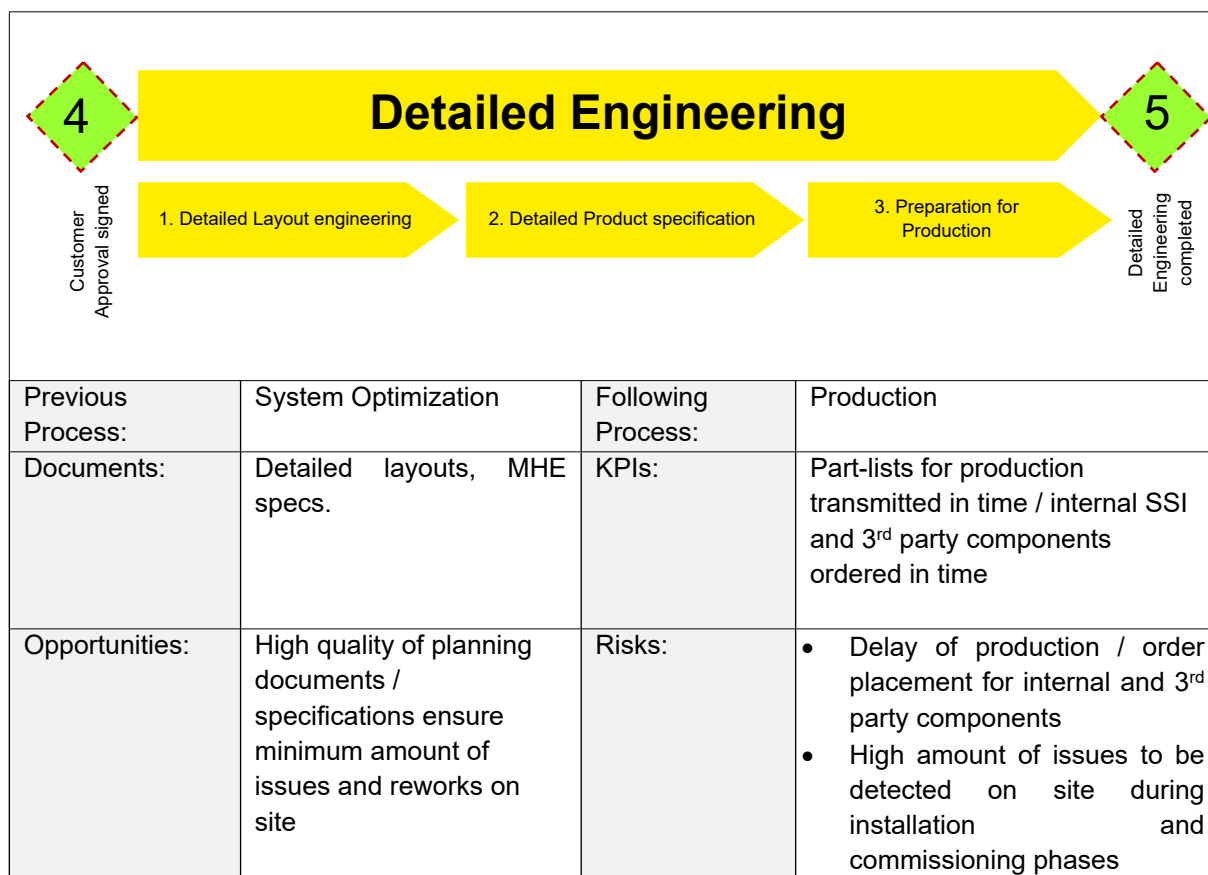 4
Detailed Engineering
5
Customer
Approval signed
1. Detailed Layout engineering
2. Detailed Product specification
3. Preparation for
Production
Detailed
Engineering
completed
Previous
Process:
System Optimization
Following
Process:
Production
Documents:
Detailed layouts, MHE
specs.
KPIs:
Part-lists for production
transmitted in time / internal SSI
and 3rd party components
ordered in time
Opportunities:
High quality of planning
documents /
specifications ensure
minimum amount of
issues and reworks on
site
Risks:
• Delay of production / order
placement for internal and 3rd
party components
• High amount of issues to be
detected on site during
installation and
commissioning phases